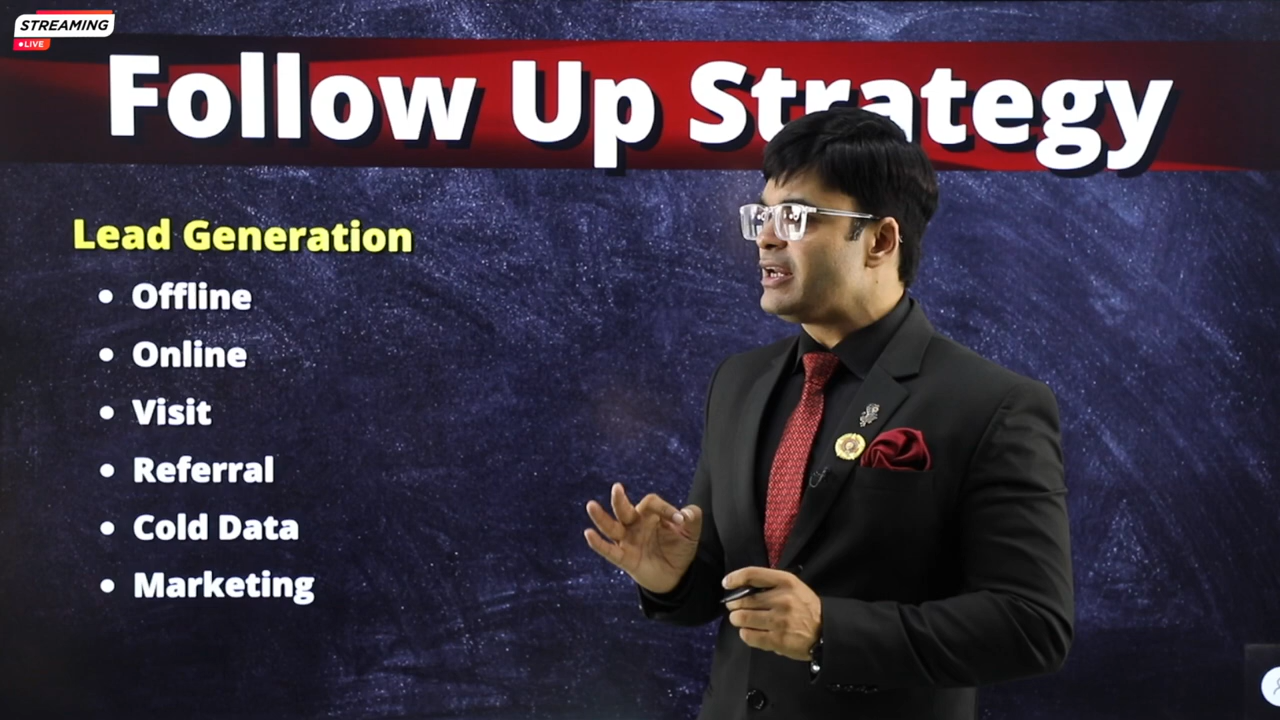 STREAMING
LIVE
Follow Up Strategy
Lead Generation
• Offline
• Online
• Visit
• Referral
• Cold Data
• Marketing